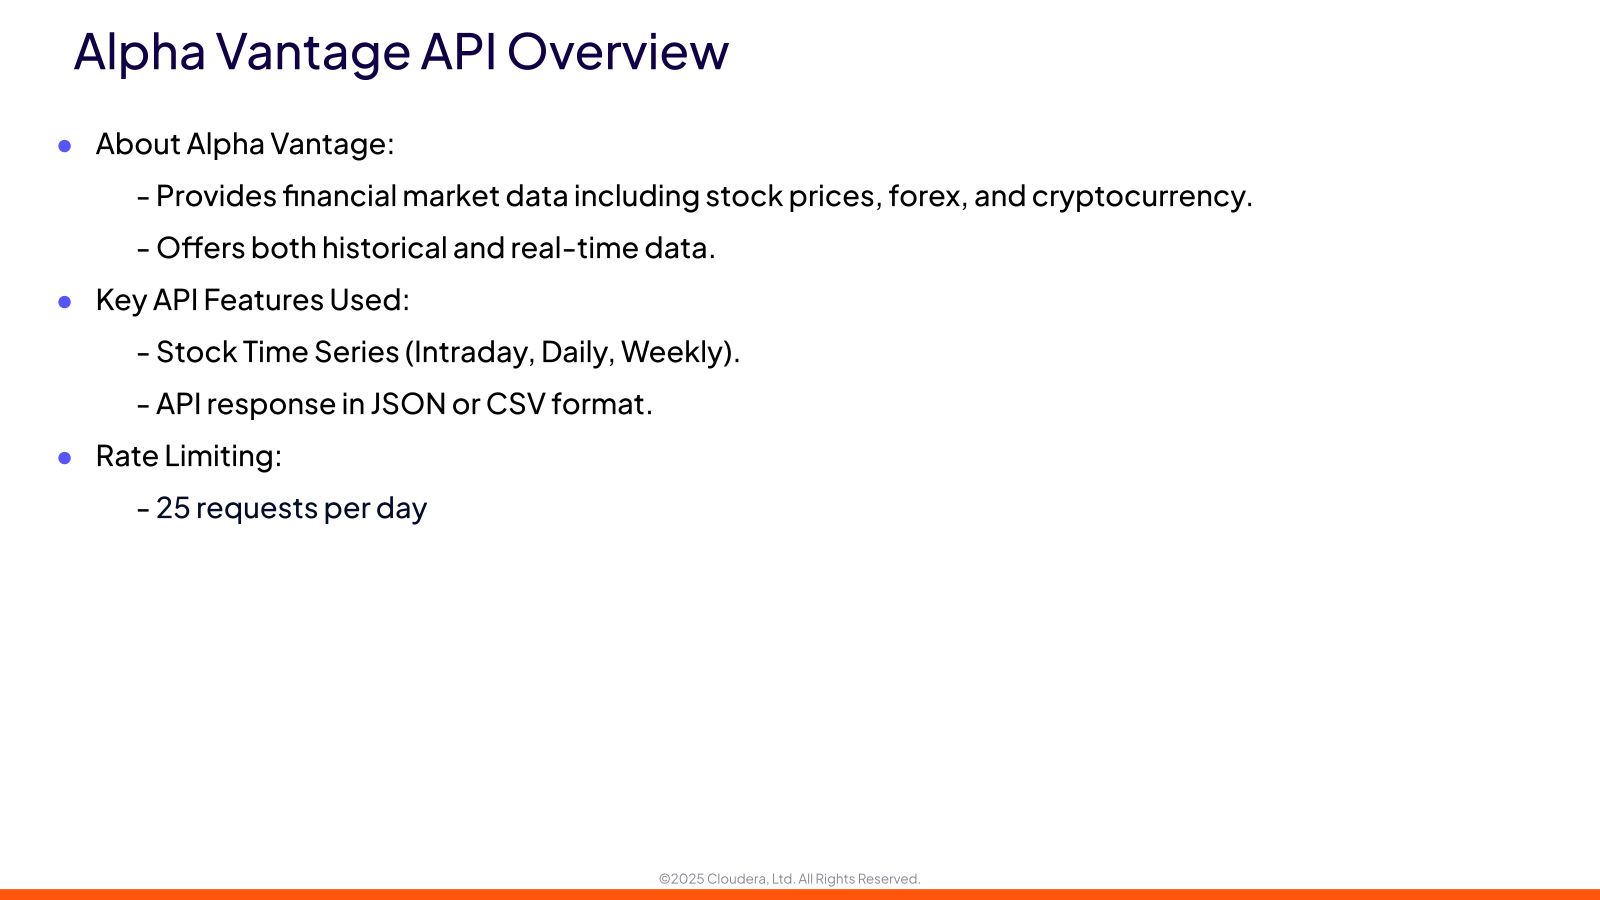 Alpha Vantage API Overview
● About Alpha Vantage:
- Provides financial market data including stock prices, forex, and cryptocurrency.
- Offers both historical and real-time data.
● Key API Features Used:
- Stock Time Series (Intraday, Daily, Weekly).
- API response in JSON or CSV format.
● Rate Limiting:
- 25 requests per day
©2025 Cloudera, Ltd. All Rights Reserved.